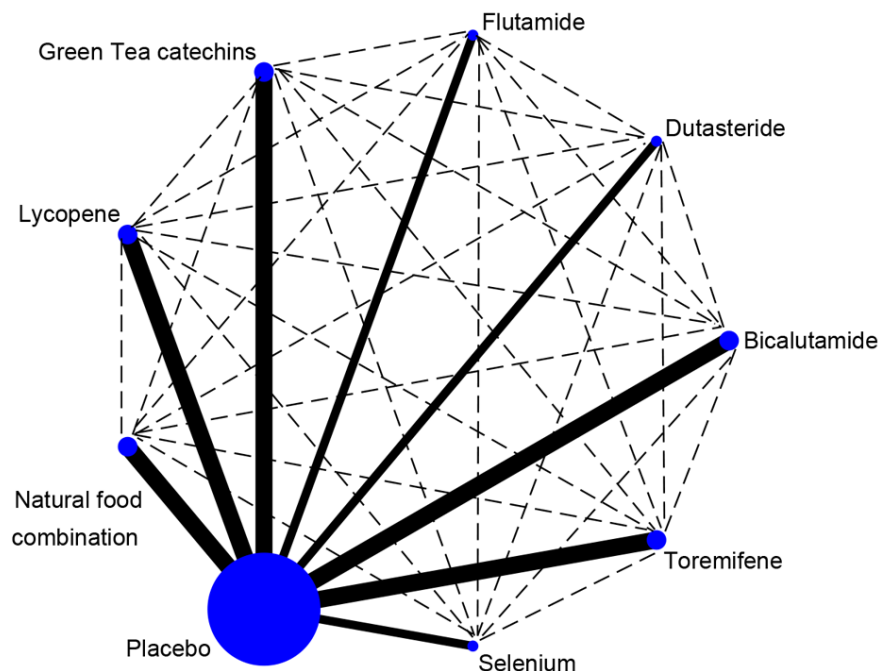 Flutamide
Green Tea catechins
Dutasteride
Lycopene
Bicalutamide
Natural food
combination
Toremifene
Placebo
Selenium